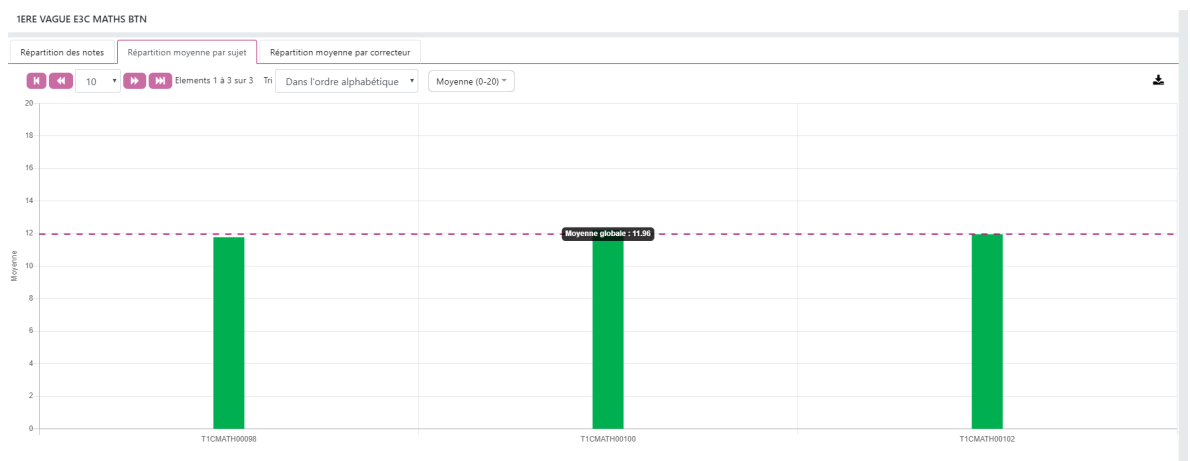 1ERE VAGUE E3C MATHS BTN
Répartition des notes Répartition moyenne par sujet Répartition moyenne par correcteur
10 Elements 1 à 3 sur 3 Tri Dans l'ordre alphabétique Moyenne (0-20)
20
18
16
14
12
Moyenne globale : 11.96
Moyenne
10
8
6
4
2
0
T1CMATH00098 T1CMATH00100 T1CMATH00102